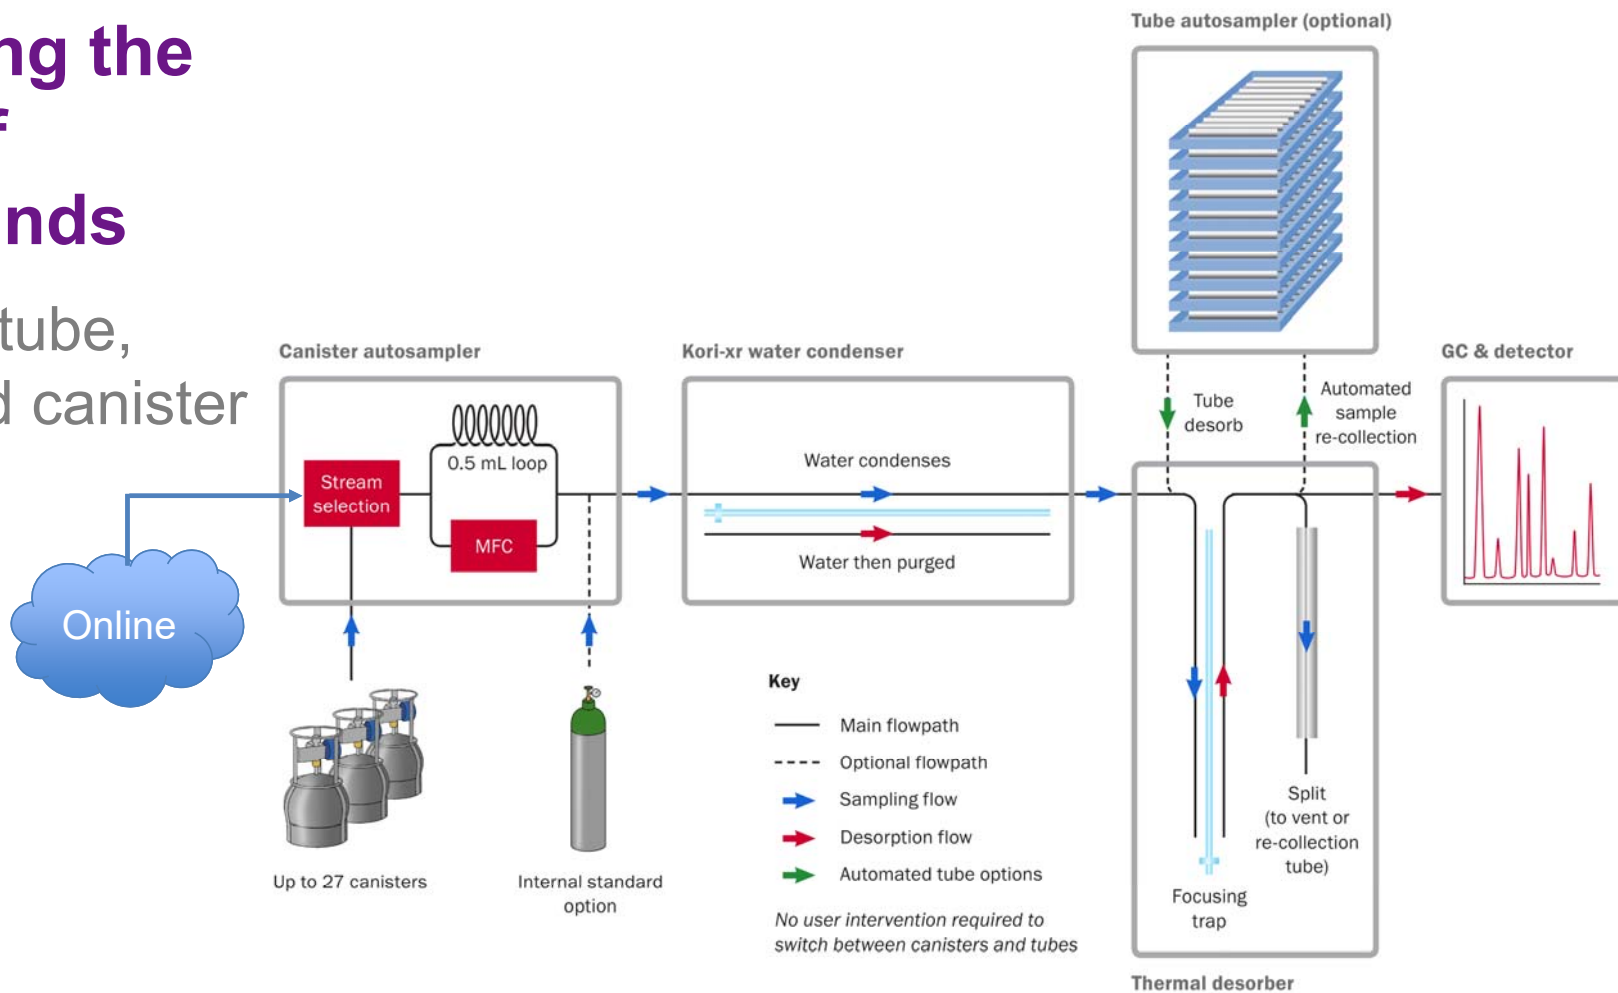 ng the
f
nds
tube,
d canister
Tube autosampler (optional)
Canister autosampler
Kori-xr water condenser
GC & detector
Tube
desorb
Automated
sample
re-collection
0.5 mL loop
Stream
selection
MFC
Water condenses
Water then purged
Online
Up to 27 canisters
Internal standard
option
Key
Main flowpath
Optional flowpath
Sampling flow
Desorption flow
Automated tube options
No user intervention required to
switch between canisters and tubes
Split
(to vent or
re-collection
tube)
Focusing
trap
Thermal desorber